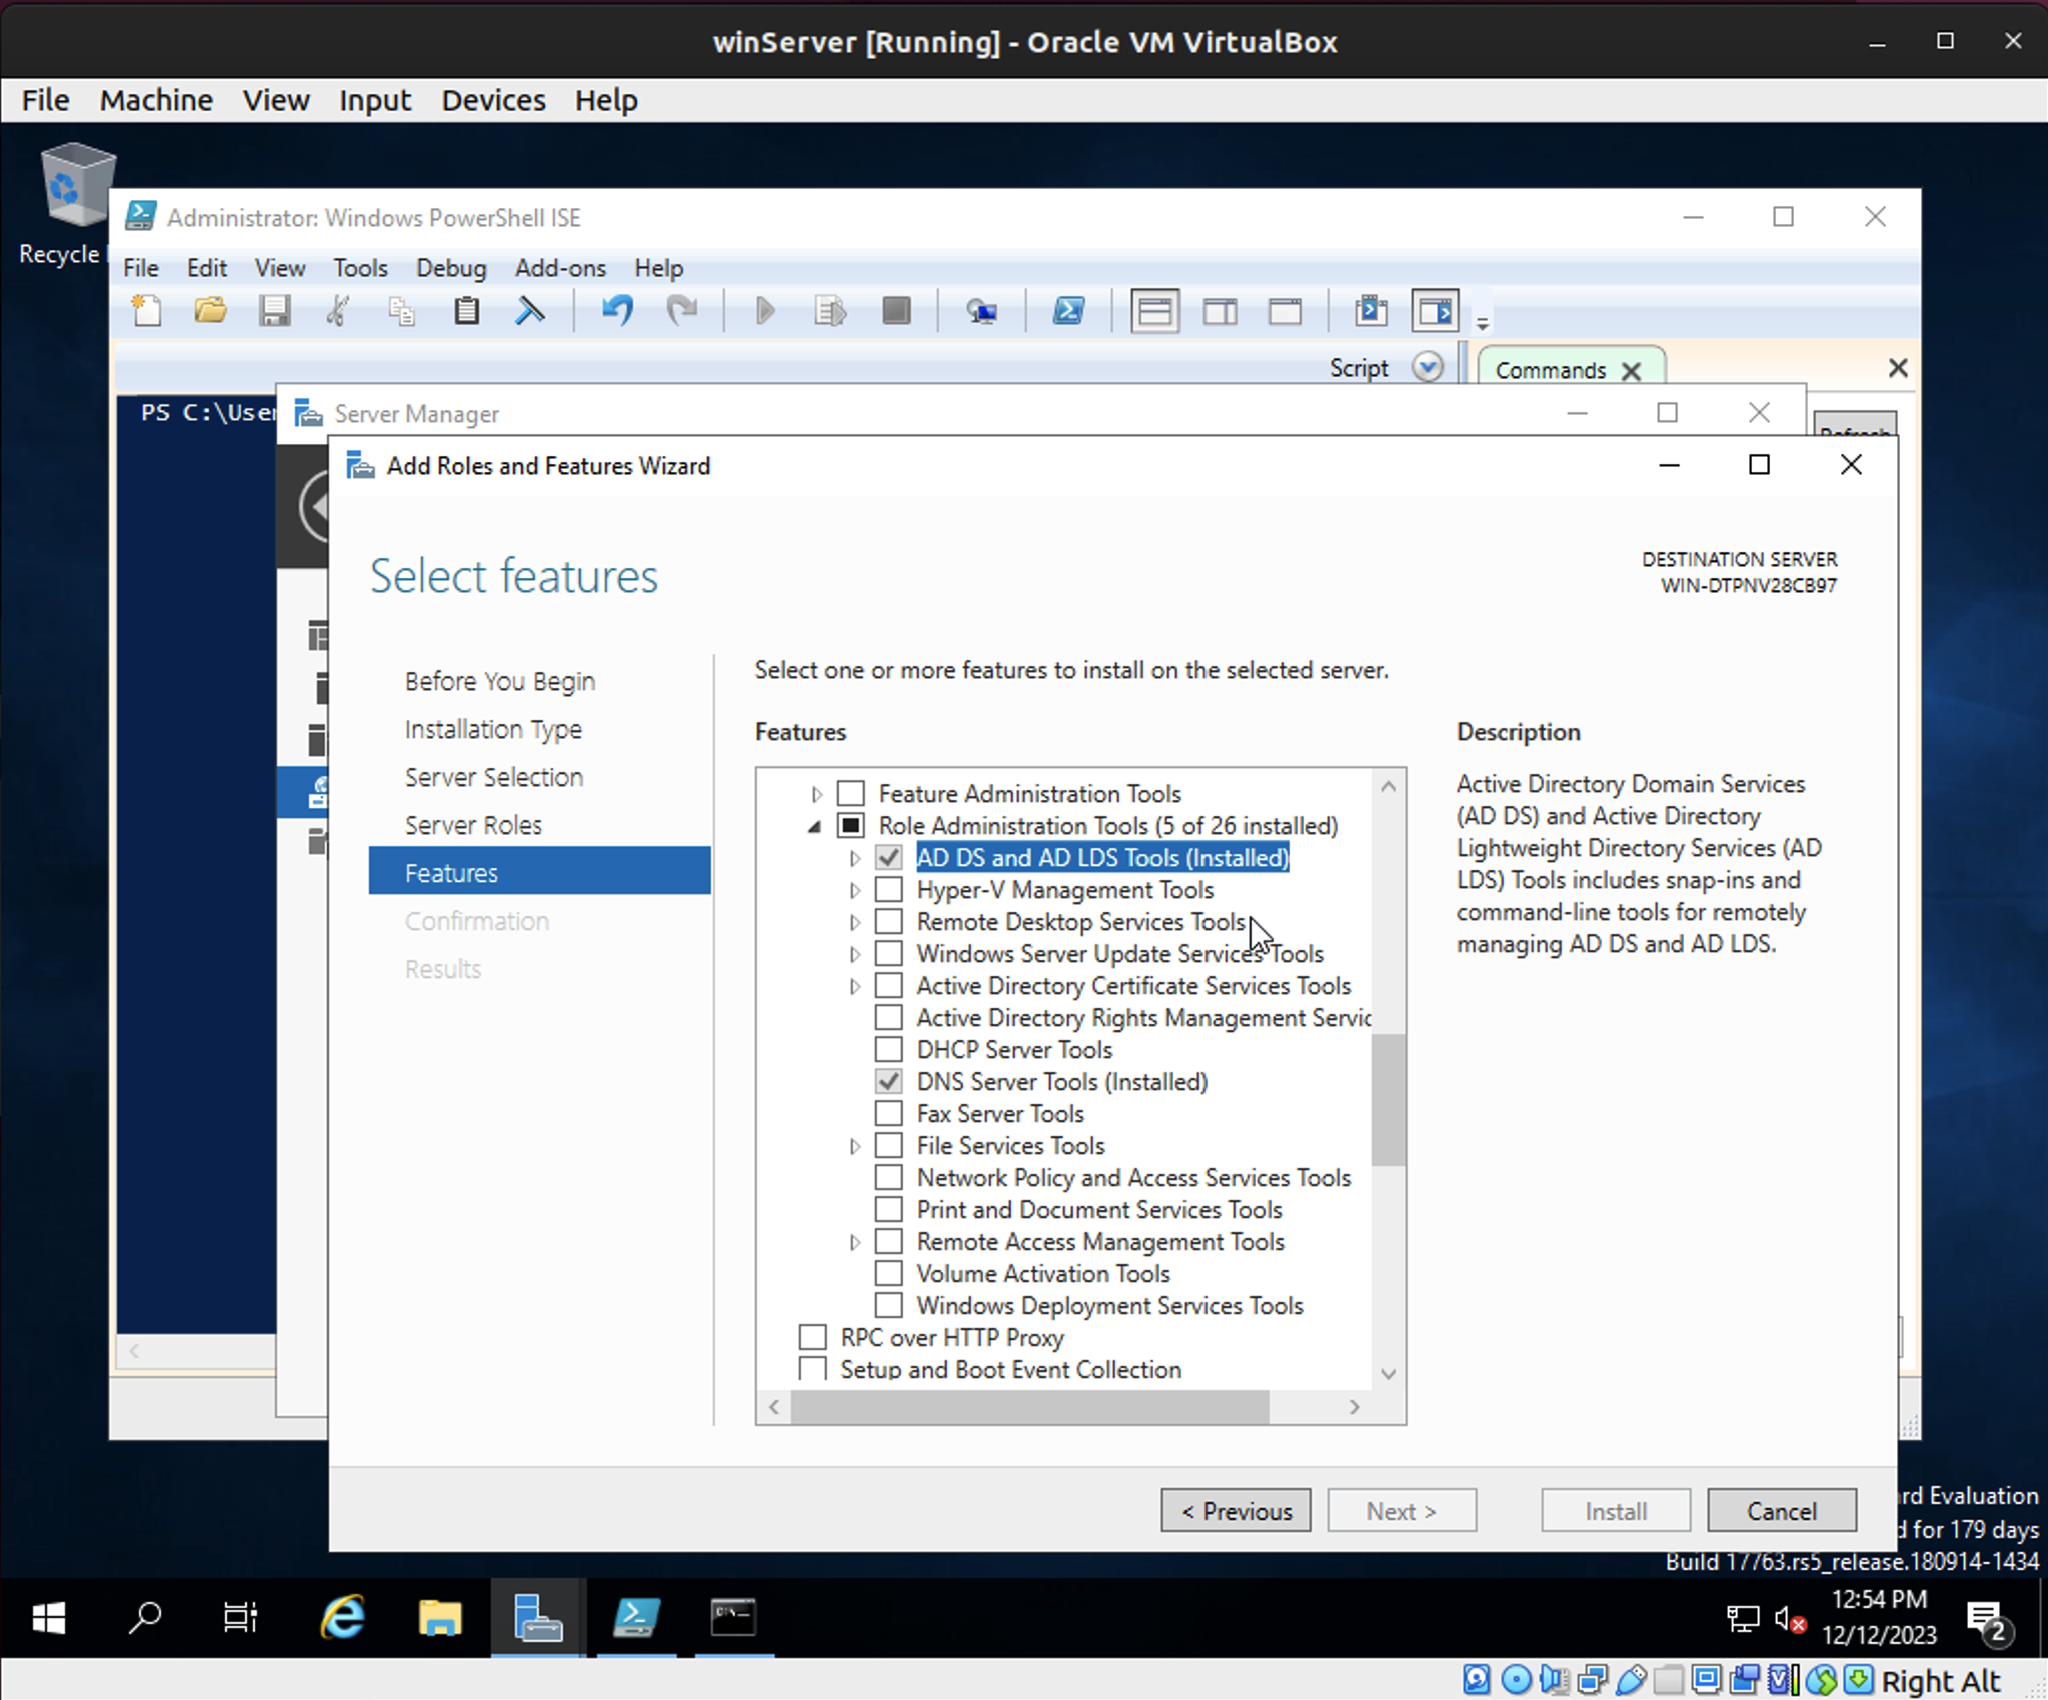 winServer [Running] - Oracle VM VirtualBox
File Machine View Input Devices Help
Recycle
Administrator: Windows PowerShell ISE
File Edit View Tools Debug Add-ons Help
Script
Commands
PS C:\User
Server Manager
Refresh
Add Roles and Features Wizard
Select features
DESTINATION SERVER
WIN-DTPNV28CB97
Before You Begin
Installation Type
Server Selection
Server Roles
Features
Confirmation
Results
Select one or more features to install on the selected server.
Features
Feature Administration Tools
Role Administration Tools (5 of 26 installed)
AD DS and AD LDS Tools (Installed)
Hyper-V Management Tools
Remote Desktop Services Tools
Windows Server Update Services Tools
Active Directory Certificate Services Tools
Active Directory Rights Management Servic
DHCP Server Tools
DNS Server Tools (Installed)
Fax Server Tools
File Services Tools
Network Policy and Access Services Tools
Print and Document Services Tools
Remote Access Management Tools
Volume Activation Tools
Windows Deployment Services Tools
RPC over HTTP Proxy
Setup and Boot Event Collection
Description
Active Directory Domain Services
(AD DS) and Active Directory
Lightweight Directory Services (AD
LDS) Tools includes snap-ins and
command-line tools for remotely
managing AD DS and AD LDS.
< Previous
Next >
Install
Cancel
rd Evaluation
d for 179 days
Build 17763.rs5_release.180914-1434
12:54 PM
12/12/2023
2
Right Alt